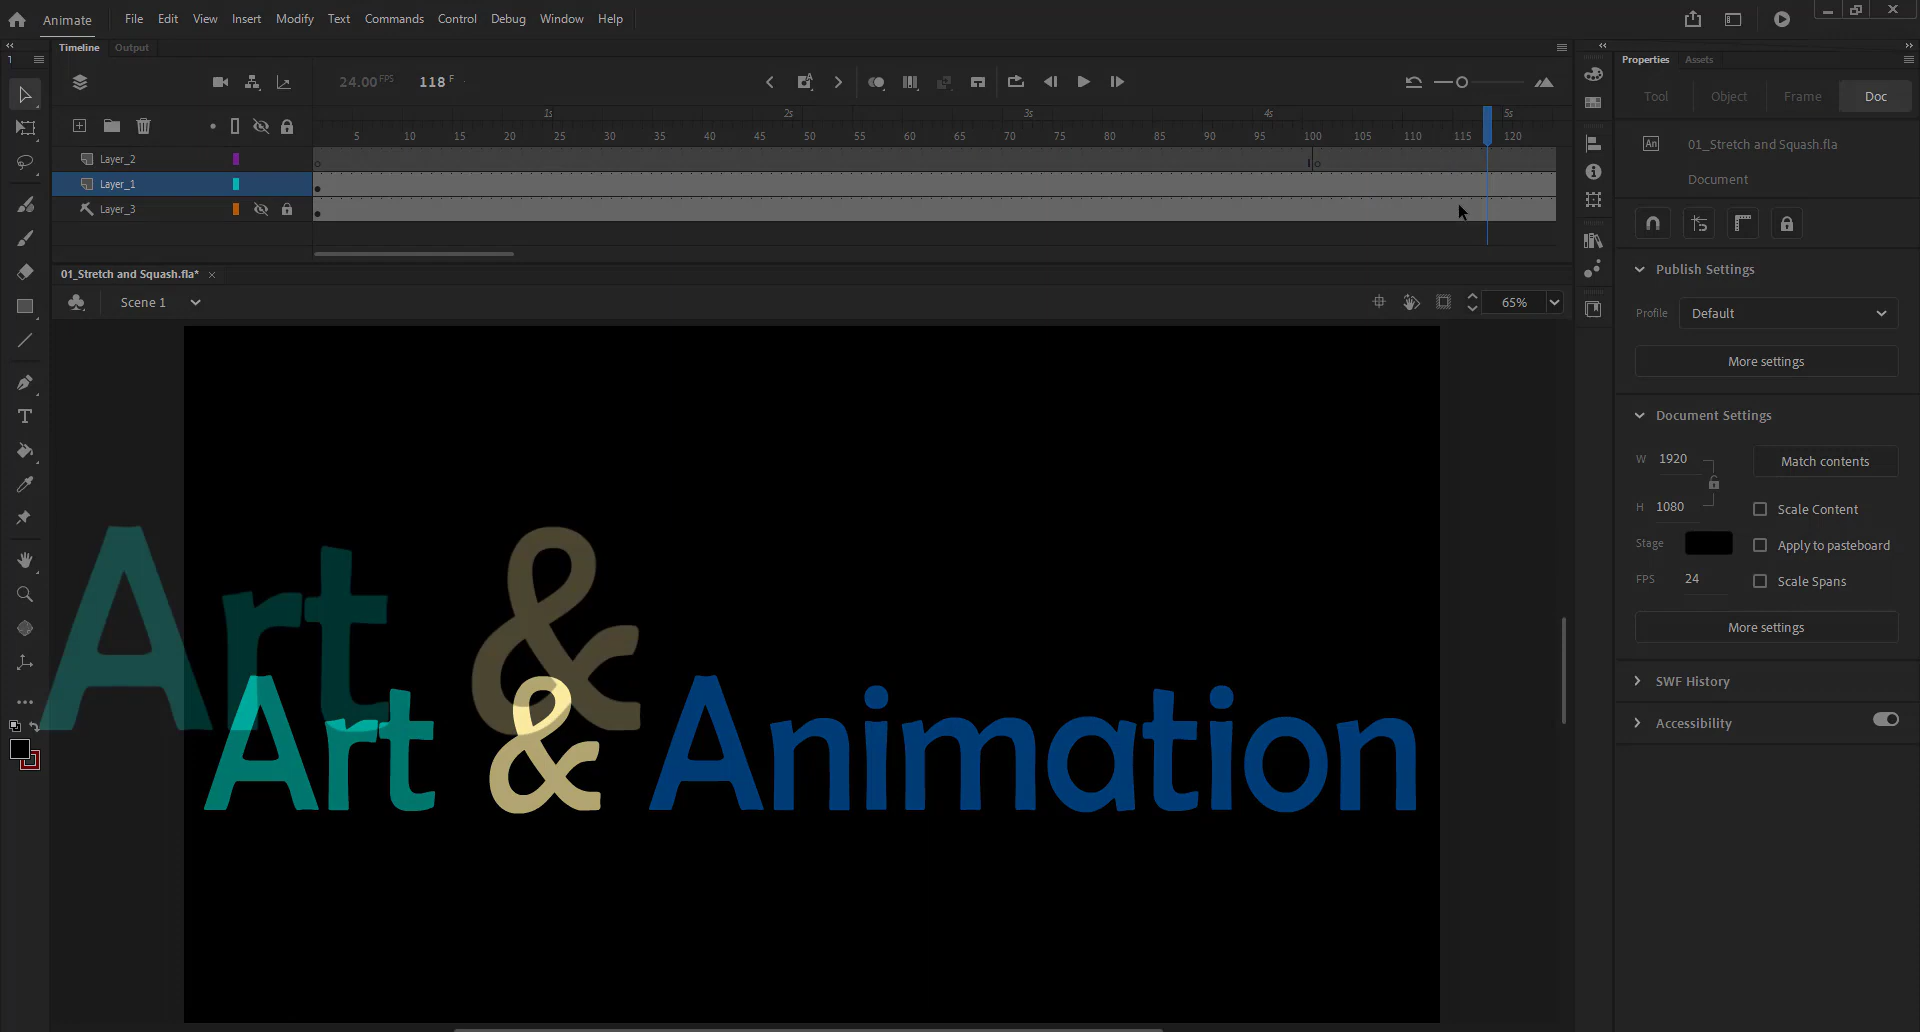 Animate File Edit View Insert Modify Text Commands Control Debug Window Help
Timeline Output
Properties Assets
24.00 FPS 118 F
Tool Object Frame Doc
1s 2s 3s 4s 5s
5 10 15 20 25 30 35 40 45 50 55 60 65 70 75 80 85 90 95 100 105 110 115 120
Layer_2
Layer_1
Layer_3
An 01_Stretch and Squash.fla
Document
01_Stretch and Squash.fla* ×
Scene 1
65%
Publish Settings
Profile Default
More settings
Document Settings
W 1920 Match contents
H 1080 Scale Content
Stage Apply to pasteboard
FPS 24 Scale Spans
More settings
SWF History
Accessibility
Art &
Art & Animation